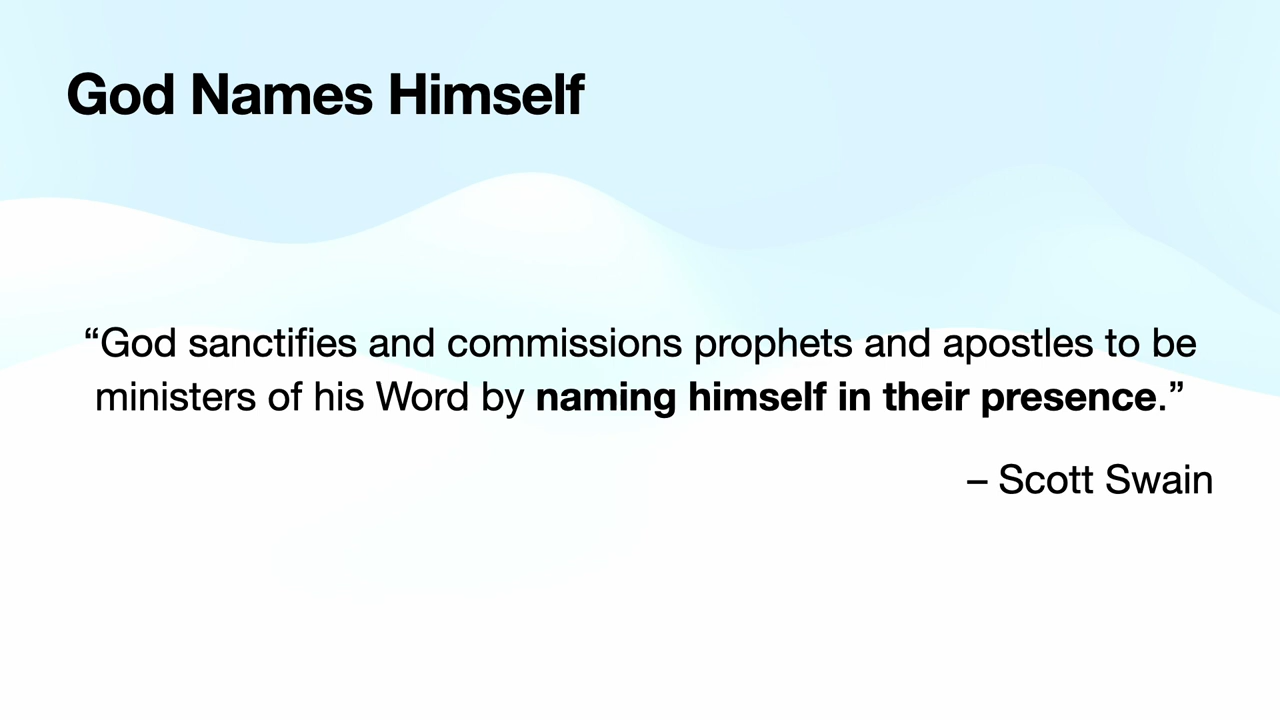 God Names Himself
“God sanctifies and commissions prophets and apostles to be
ministers of his Word by naming himself in their presence.”
– Scott Swain